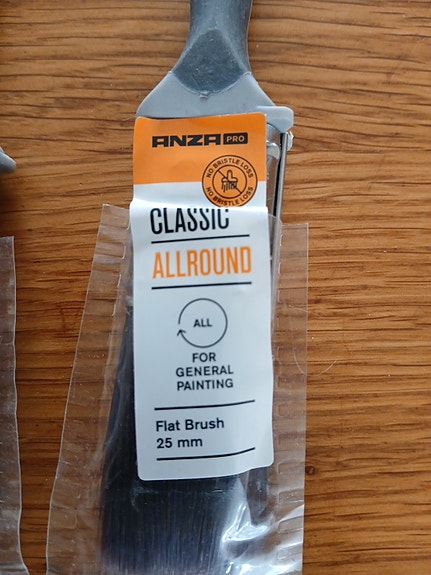 ANZA PRO
NO BRISTLE LOSS
NO BRISTLE LOSS
CLASSIC
ALLROUND
ALL
FOR
GENERAL
PAINTING
Flat Brush
25 mm